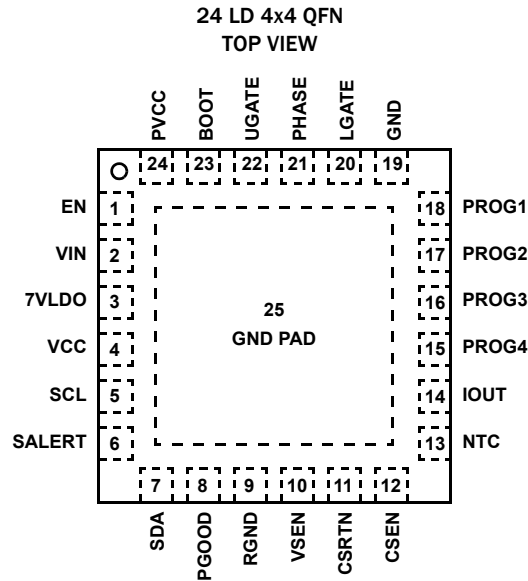 24 LD 4x4 QFN
TOP VIEW
PVCC
BOOT
UGATE
PHASE
LGATE
GND
24
23
22
21
20
19
EN
1
18
PROG1
VIN
2
17
PROG2
7VLDO
3
16
PROG3
VCC
4
15
PROG4
SCL
5
14
IOUT
SALERT
6
13
NTC
25
GND PAD
7
8
9
10
11
12
SDA
PGOOD
RGND
VSEN
CSRTN
CSEN